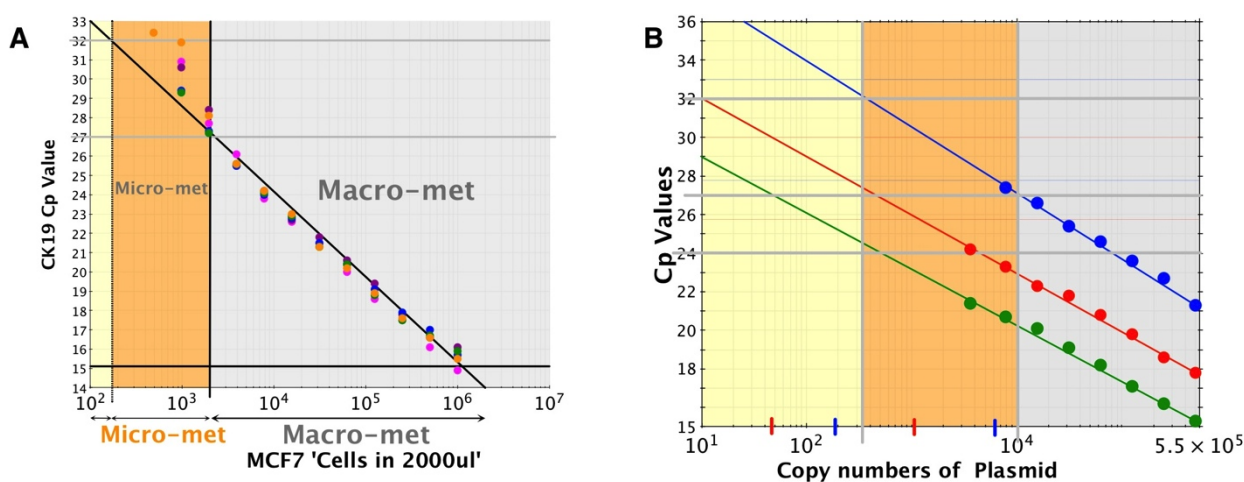 A
CK19 Cp Value
33
32
31
30
29
28
27
26
25
24
23
22
21
20
19
18
17
16
15
14
Micro-met
Macro-met
10² 10³ 10⁴ 10⁵ 10⁶ 10⁷
Micro-met Macro-met
MCF7 'Cells in 2000ul'
B
Cp Values
36
34
32
30
28
26
24
22
20
18
15
10¹ 10² 10⁴ 5.5 × 10⁵
Copy numbers of Plasmid